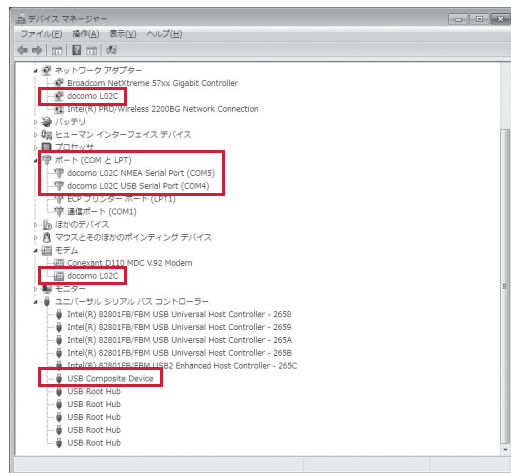 デバイス マネージャー
ファイル(F) 操作(A) 表示(V) ヘルプ(H)
ネットワーク アダプター
Broadcom NetXtreme 57xx Gigabit Controller
docomo L02C
Intel(R) PRO/Wireless 2200BG Network Connection
バッテリ
ヒューマン インターフェイス デバイス
プロセッサ
ポート (COM と LPT)
docomo L02C NMEA Serial Port (COM5)
docomo L02C USB Serial Port (COM4)
ECP プリンター ポート (LPT1)
通信ポート (COM1)
ほかのデバイス
マウスとそのほかのポインティング デバイス
モデム
Conexant D110 MDC V.92 Modem
docomo L02C
モニター
ユニバーサル シリアル バス コントローラー
Intel(R) 82801FB/FBM USB Universal Host Controller - 2658
Intel(R) 82801FB/FBM USB Universal Host Controller - 2659
Intel(R) 82801FB/FBM USB Universal Host Controller - 265A
Intel(R) 82801FB/FBM USB Universal Host Controller - 265B
Intel(R) 82801FB/FBM USB2 Enhanced Host Controller - 265C
USB Composite Device
USB Root Hub
USB Root Hub
USB Root Hub
USB Root Hub
USB Root Hub